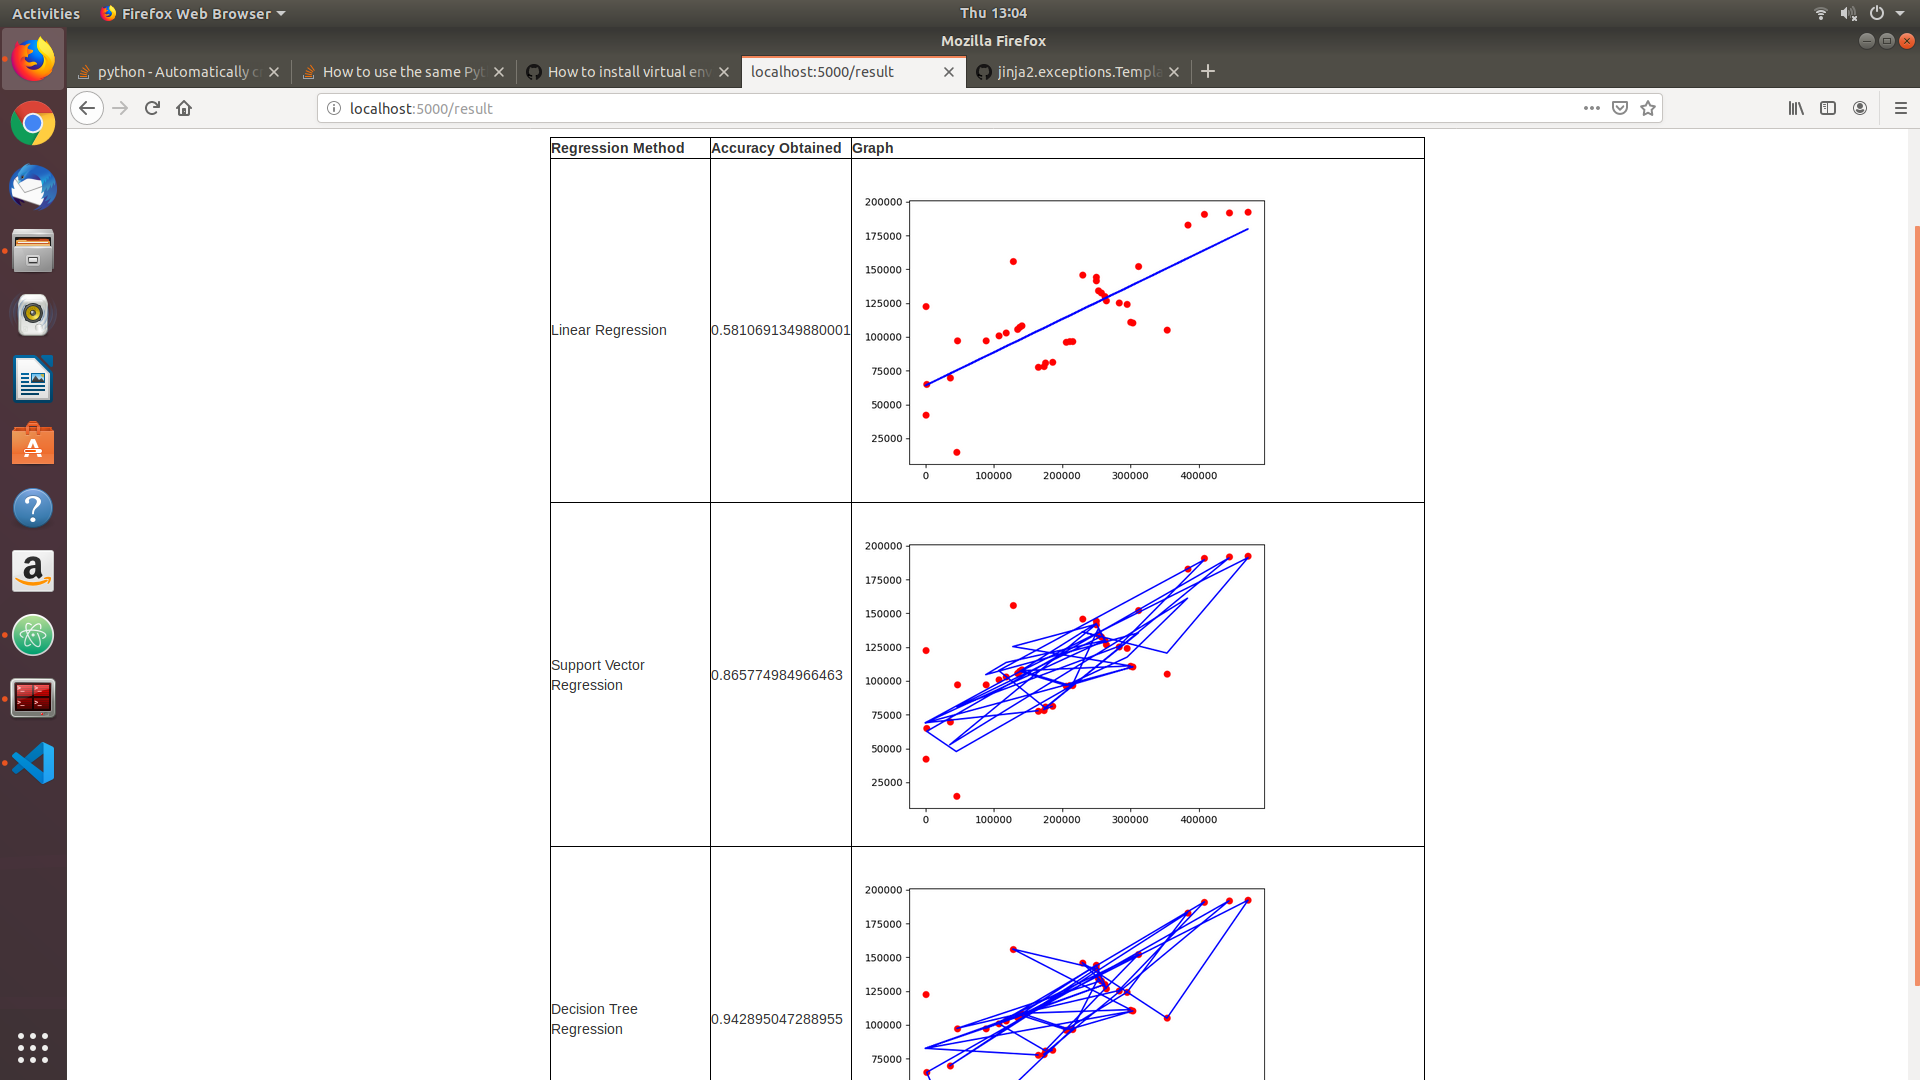 Activities
Firefox Web Browser
Thu 13:04
Mozilla Firefox
python - Automatically c
How to use the same Pyt
How to install virtual env
localhost:5000/result
jinja2.exceptions.Templa
localhost:5000/result
Regression Method
Accuracy Obtained
Graph
Linear Regression
0.5810691349880001
200000
175000
150000
125000
100000
75000
50000
25000
0
100000
200000
300000
400000
Support Vector
Regression
0.865774984966463
200000
175000
150000
125000
100000
75000
50000
25000
0
100000
200000
300000
400000
Decision Tree
Regression
0.942895047288955
200000
175000
150000
125000
100000
75000